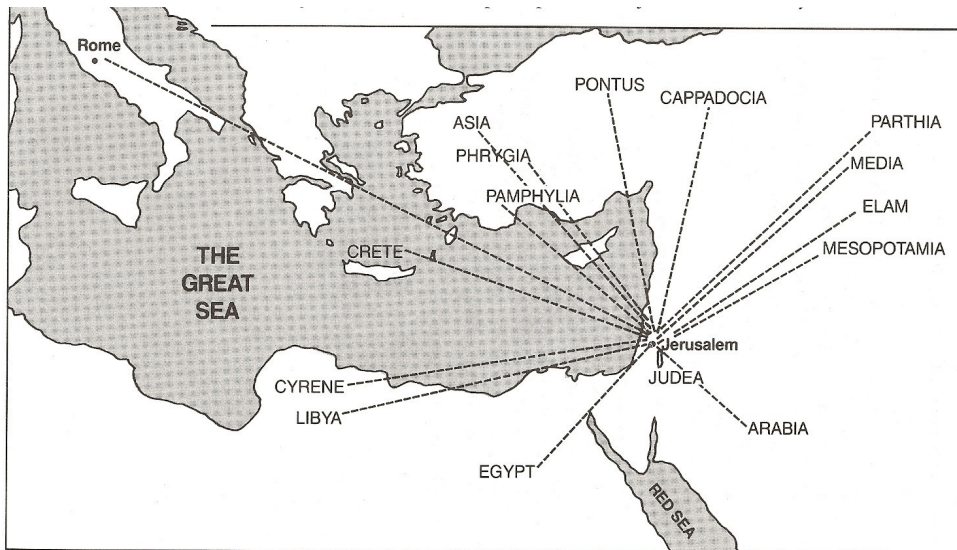 Rome
PONTUS
CAPPADOCIA
ASIA
PARTHIA
PHRYGIA
MEDIA
PAMPHYLIA
ELAM
THE
GREAT
SEA
CRETE
MESOPOTAMIA
Jerusalem
JUDEA
CYRENE
LIBYA
ARABIA
EGYPT
RED SEA